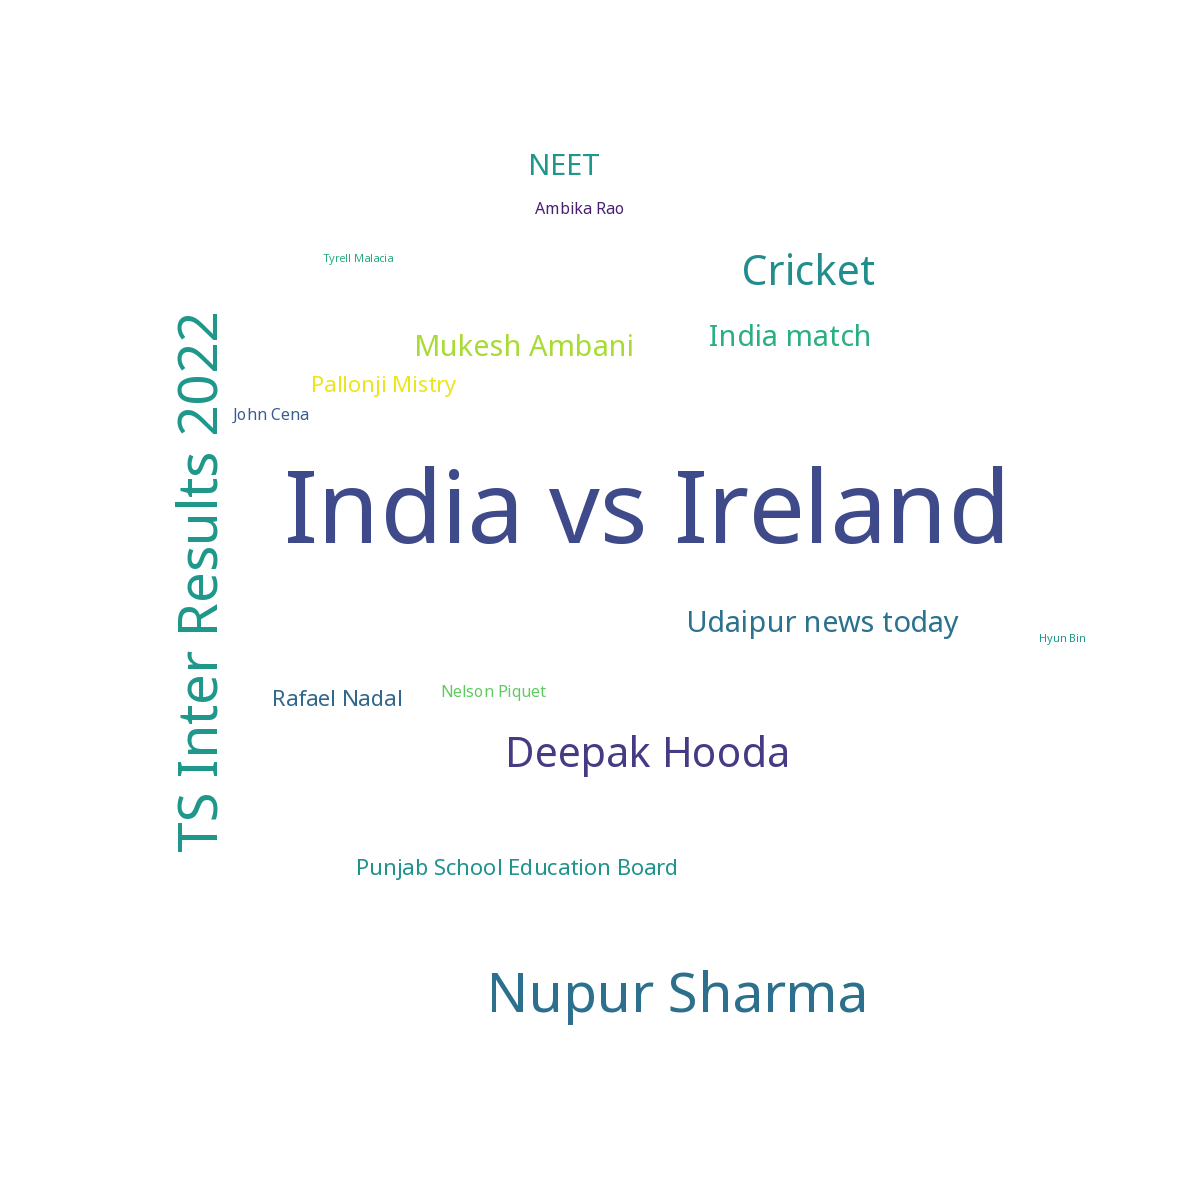 NEET
Ambika Rao
Tyrell Malacia
Cricket
India match
Mukesh Ambani
Pallonji Mistry
John Cena
TS Inter Results 2022
India vs Ireland
Udaipur news today
Hyun Bin
Rafael Nadal
Nelson Piquet
Deepak Hooda
Punjab School Education Board
Nupur Sharma